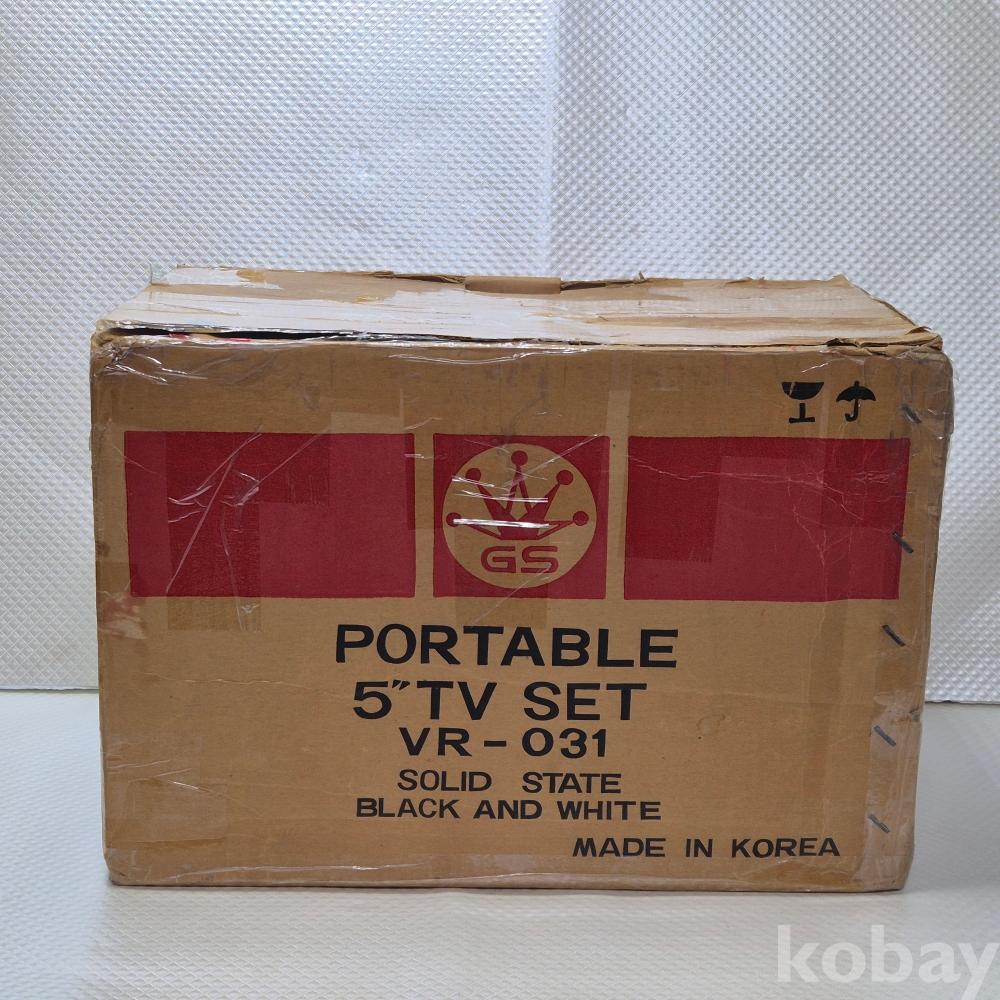 GS
PORTABLE
5" TV SET
VR-031
SOLID STATE
BLACK AND WHITE
MADE IN KOREA
kobay